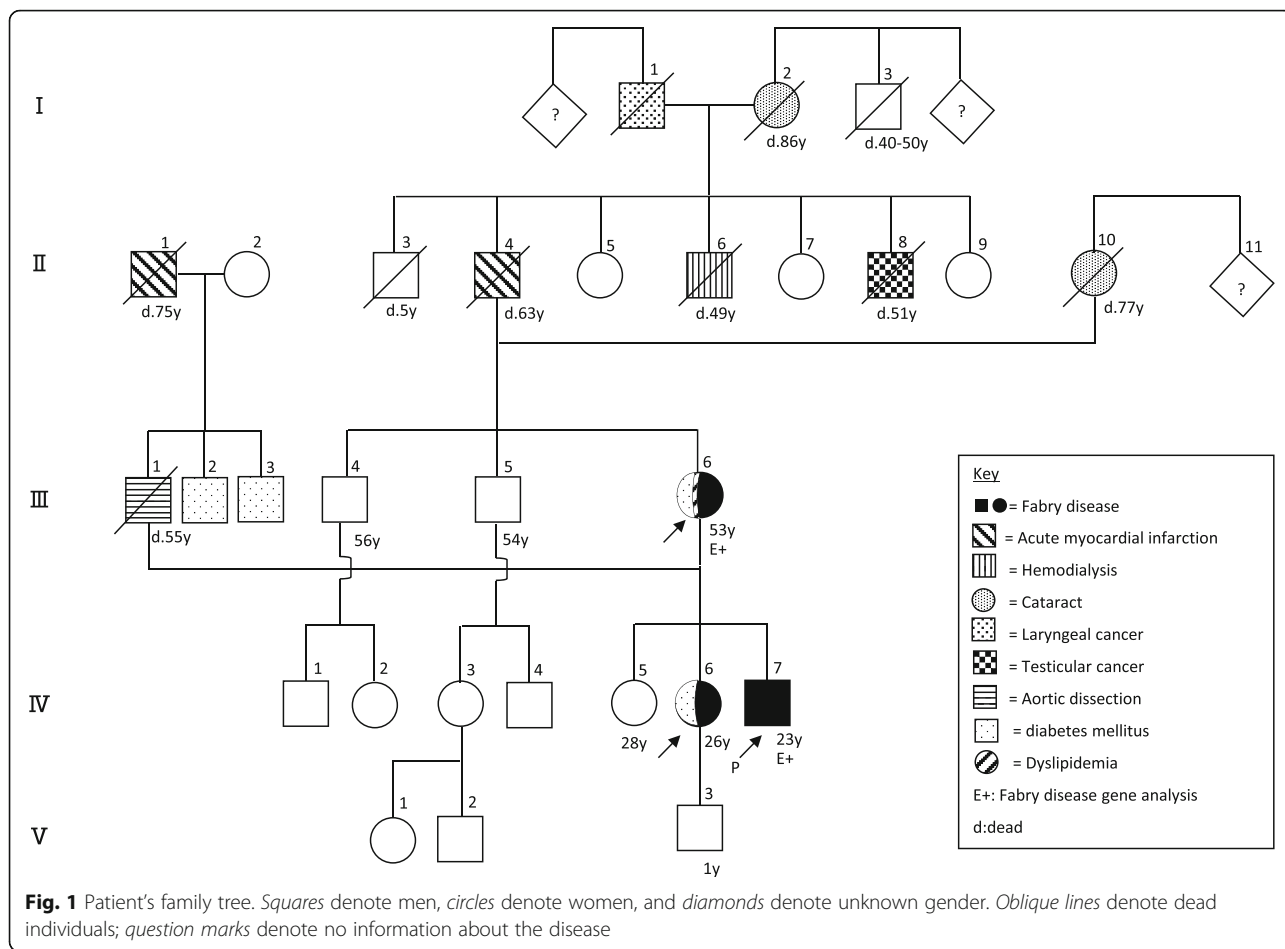 1 2 3
I ? ?
d.86y d.40-50y
1 2 3 4 5 6 7 8 9 10 11
II ?
d.75y d.5y d.63y d.49y d.51y d.77y
1 2 3 4 5 6
III
d.55y 56y 54y 53y
E+
1 2 3 4 5 6 7
IV
28y 26y P 23y
E+
1 2 3
V
1y
Key
= Fabry disease
= Acute myocardial infarction
= Hemodialysis
= Cataract
= Laryngeal cancer
= Testicular cancer
= Aortic dissection
= diabetes mellitus
= Dyslipidemia
E+: Fabry disease gene analysis
d:dead
Fig. 1 Patient's family tree. Squares denote men, circles denote women, and diamonds denote unknown gender. Oblique lines denote dead
individuals; question marks denote no information about the disease